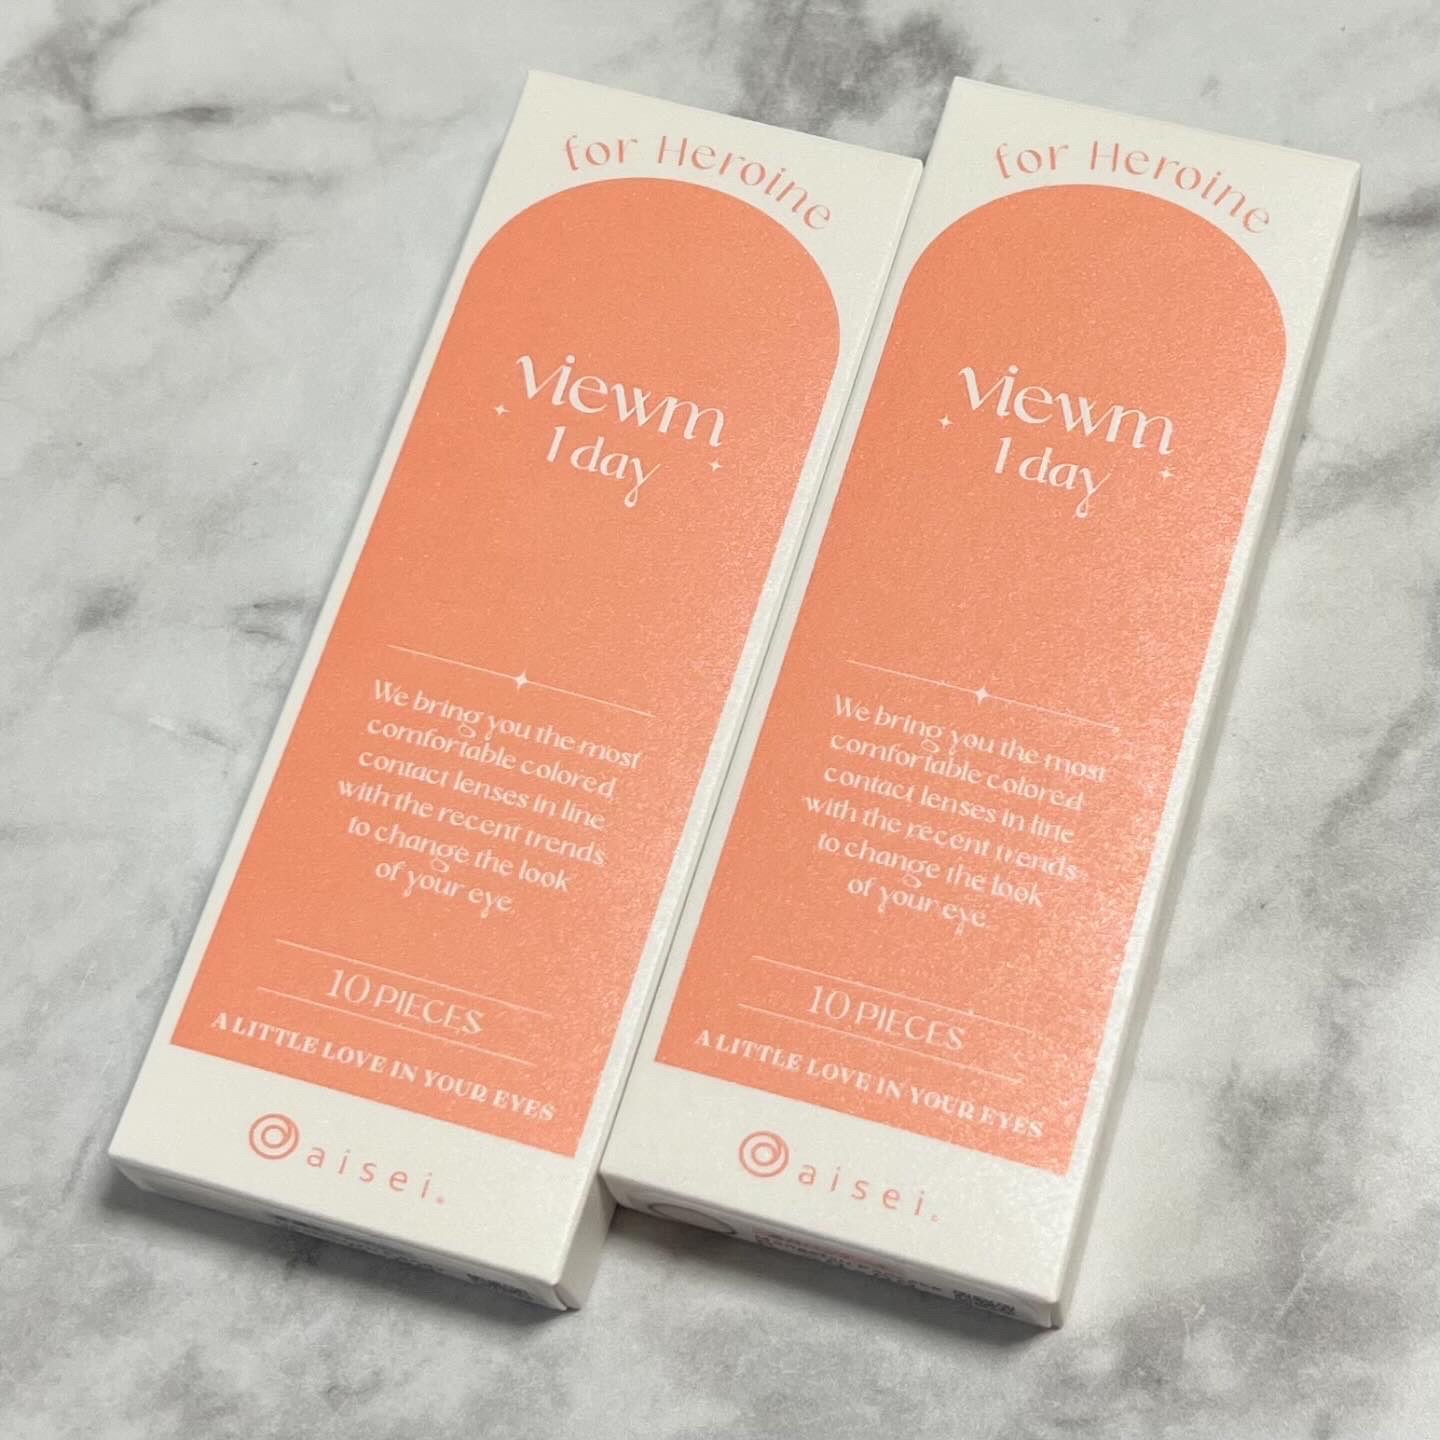 for Heroine
viewm
1 day
We bring you the most
comfortable colored
contact lenses in line
with the recent trends
to change the look
of your eye.
10 PIECES
A LITTLE LOVE IN YOUR EYES
aisei
for Heroine
viewm
1 day
We bring you the most
comfortable colored
contact lenses in line
with the recent trends
to change the look
of your eye.
10 PIECES
A LITTLE LOVE IN YOUR EYES
aisei